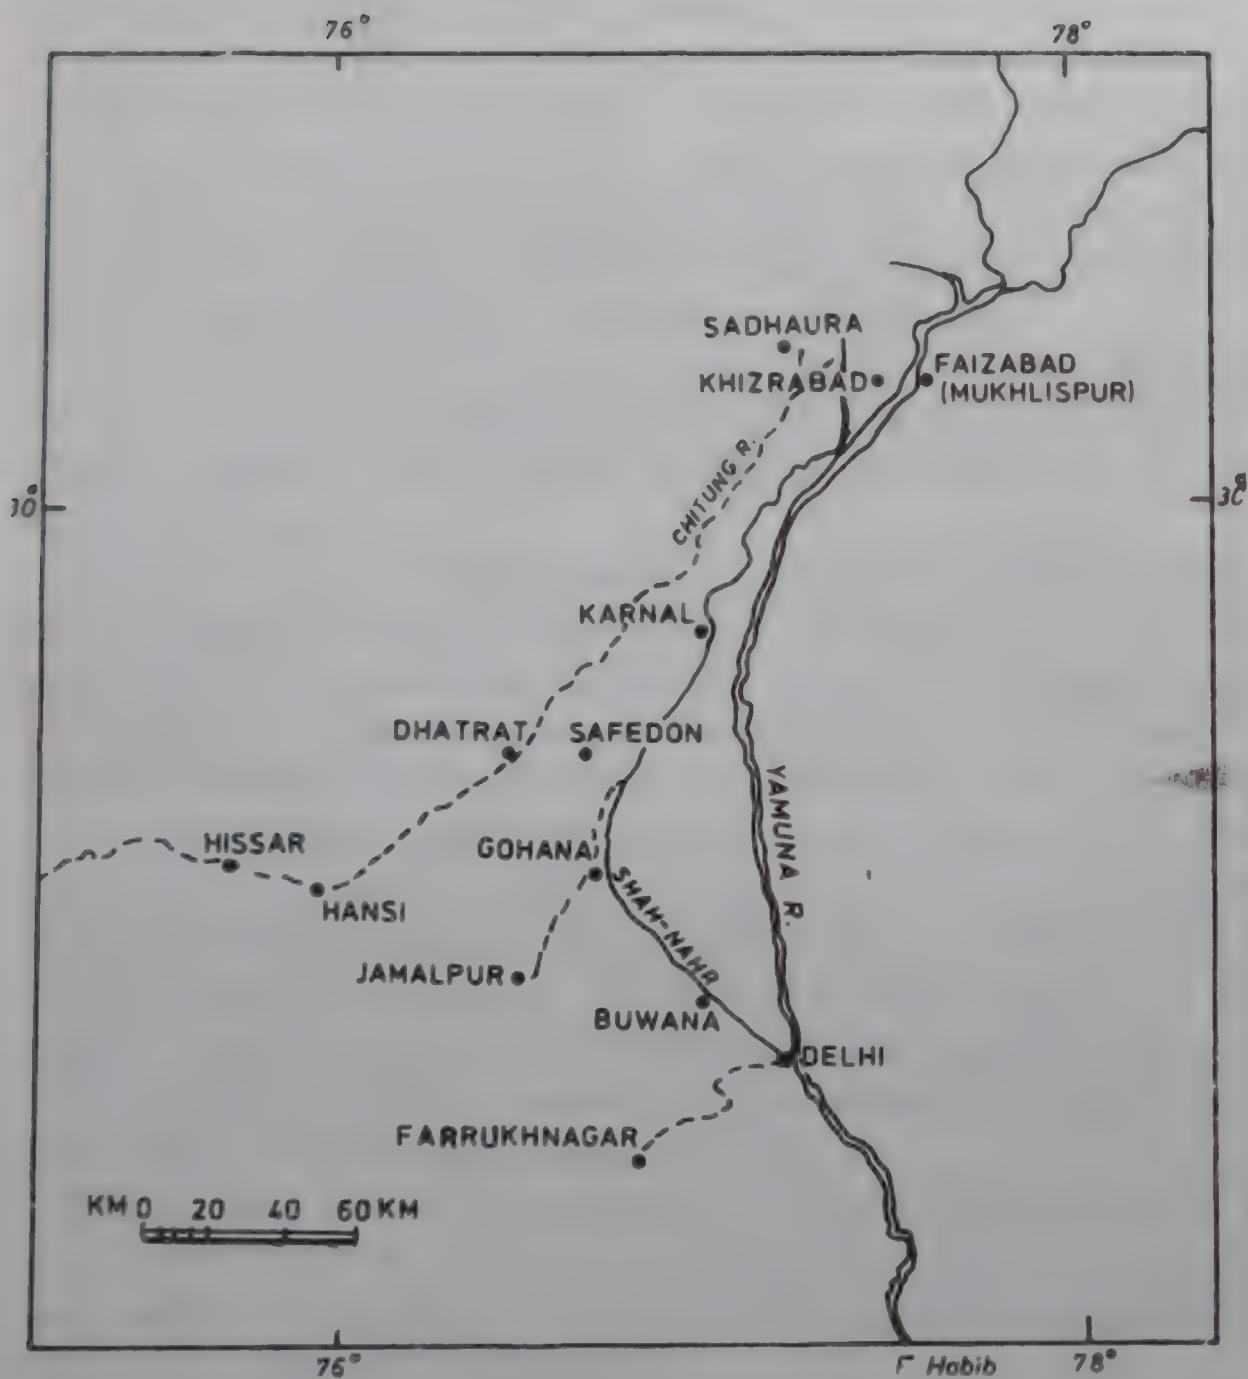 76°
78°
SADHAURA
KHIZRABAD
FAIZABAD
(MUKHLISPUR)
CHITUNG R.
30°
KARNAL
DHATRAT
SAFEDON
YAMUNA R.
HISSAR
GOHANA
HANSI
SHAH-NAHR
JAMALPUR
BUWANA
DELHI
FARRUKHNAGAR
KM 0 20 40 60 KM
76°
F Habib
78°